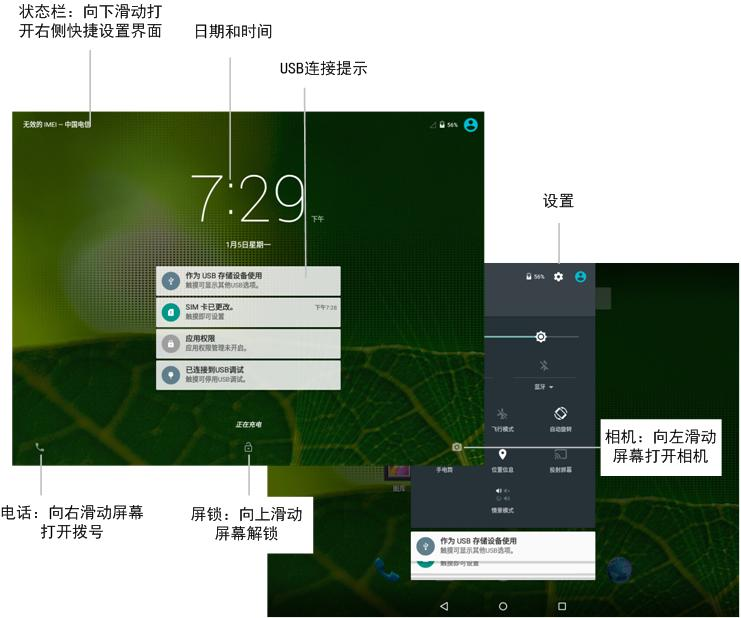 状态栏：向下滑动打
开右侧快捷设置界面
日期和时间
USB连接提示
无效的 IMEI — 中国电信
56%
7:29
下午
1月5日星期一
作为 USB 存储设备使用
触摸可显示其他USB选项。
SIM 卡已更改。
下午7:28
触摸即可设置
应用权限
应用权限管理未开启。
已连接到USB调试
触摸可停用USB调试。
正在充电
设置
56%
蓝牙
飞行模式
自动旋转
手电筒
位置信息
投射屏幕
情景模式
图库
作为 USB 存储设备使用
触摸可显示其他USB选项。
触摸即可设置
相机：向左滑动
屏幕打开相机
电话：向右滑动屏幕
打开拨号
屏锁：向上滑动
屏幕解锁